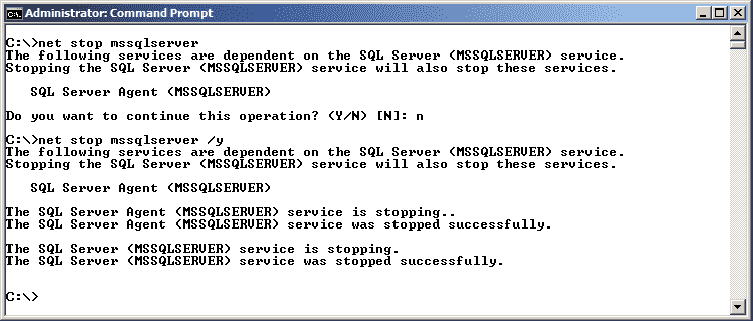 Administrator: Command Prompt
C:\>net stop mssqlserver
The following services are dependent on the SQL Server (MSSQLSERVER) service.
Stopping the SQL Server (MSSQLSERVER) service will also stop these services.
SQL Server Agent (MSSQLSERVER)
Do you want to continue this operation? (Y/N) [N]: n
C:\>net stop mssqlserver /y
The following services are dependent on the SQL Server (MSSQLSERVER) service.
Stopping the SQL Server (MSSQLSERVER) service will also stop these services.
SQL Server Agent (MSSQLSERVER)
The SQL Server Agent (MSSQLSERVER) service is stopping..
The SQL Server Agent (MSSQLSERVER) service was stopped successfully.
The SQL Server (MSSQLSERVER) service is stopping.
The SQL Server (MSSQLSERVER) service was stopped successfully.
C:\>